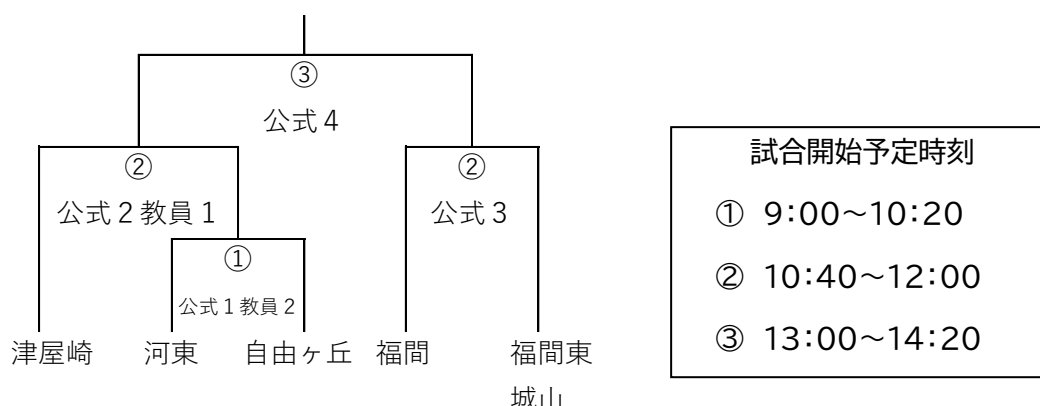 ③
公式４
② ②
公式２教員１ 公式３
①
公式１教員２
津屋崎 河東 自由ヶ丘 福間 福間東
城山
試合開始予定時刻
① 9:00～10:20
② 10:40～12:00
③ 13:00～14:20